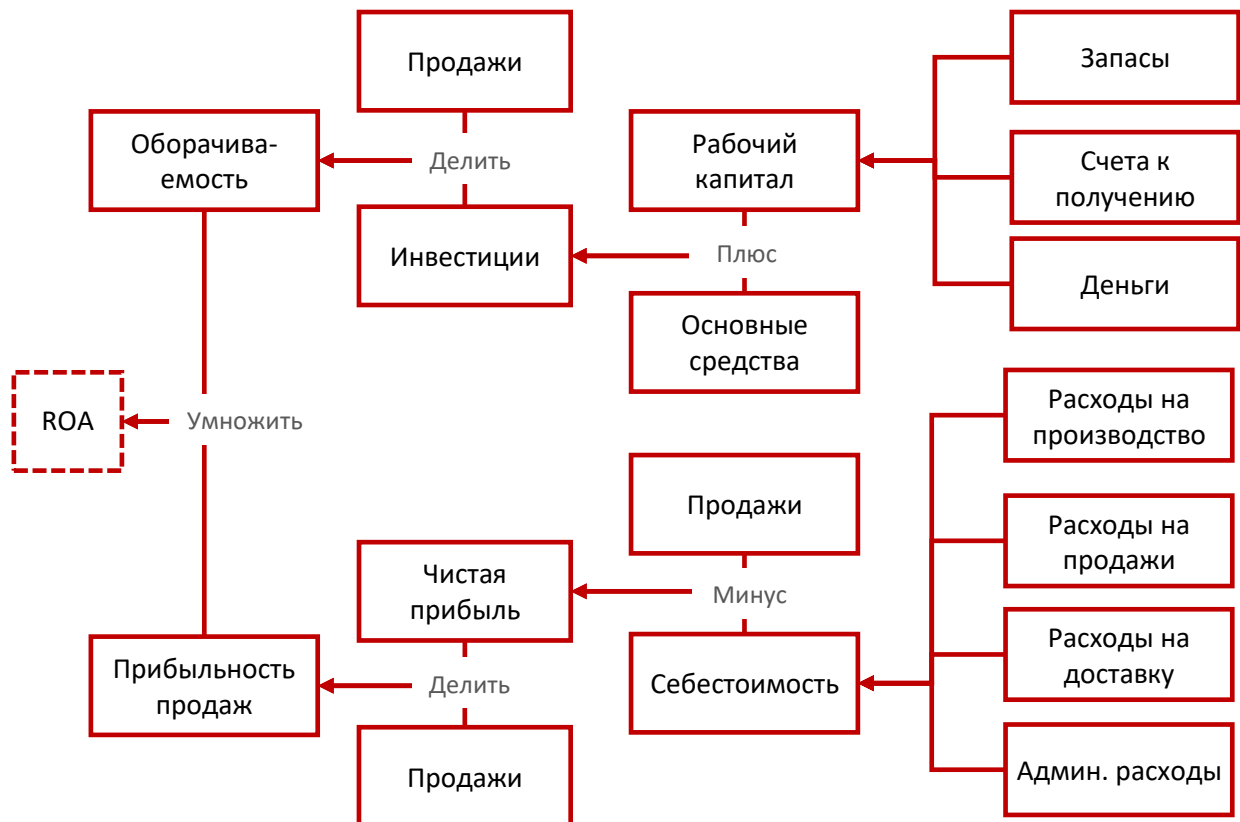 Продажи
Запасы
Оборачива-
емость
Делить
Рабочий
капитал
Счета к
получению
Инвестиции
Плюс
Деньги
Основные
средства
ROA
Умножить
Расходы на
производство
Продажи
Расходы на
продажи
Чистая
прибыль
Минус
Прибыльность
продаж
Делить
Себестоимость
Расходы на
доставку
Продажи
Админ. расходы